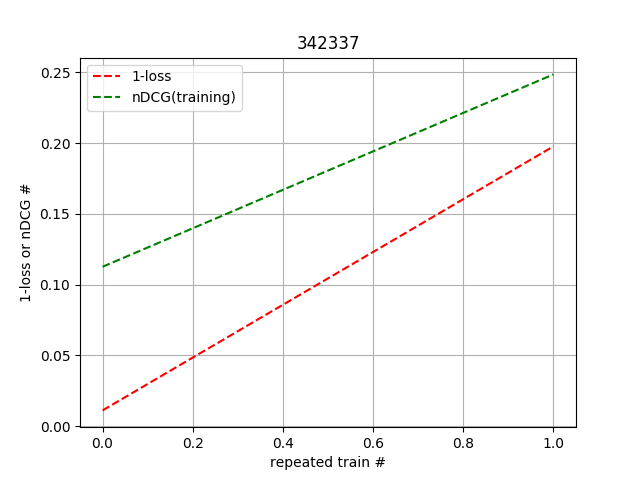 342337
1-loss
nDCG(training)
0.25
0.20
0.15
0.10
0.05
0.00
1-loss or nDCG #
0.0 0.2 0.4 0.6 0.8 1.0
repeated train #